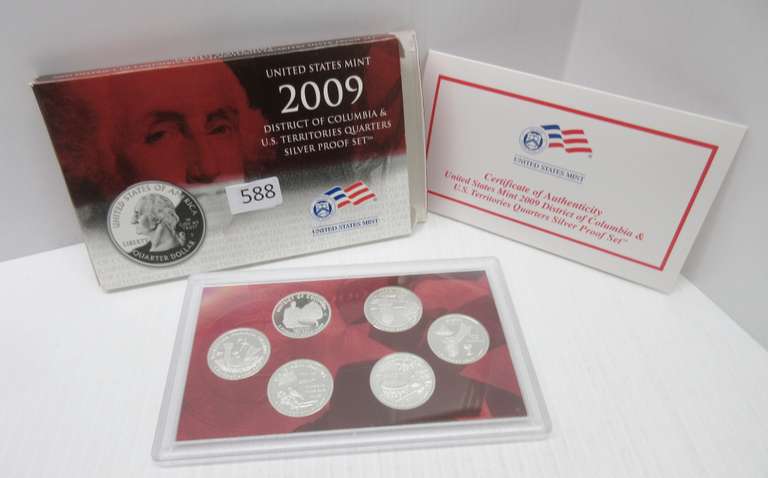 UNITED STATES MINT
2009
DISTRICT OF COLUMBIA &
U.S. TERRITORIES QUARTERS
SILVER PROOF SET™
UNITED STATES OF AMERICA
LIBERTY
QUARTER DOLLAR
588
UNITED STATES MINT
UNITED STATES MINT
Certificate of Authenticity
United States Mint 2009 District of Columbia &
U.S. Territories Quarters Silver Proof Set™